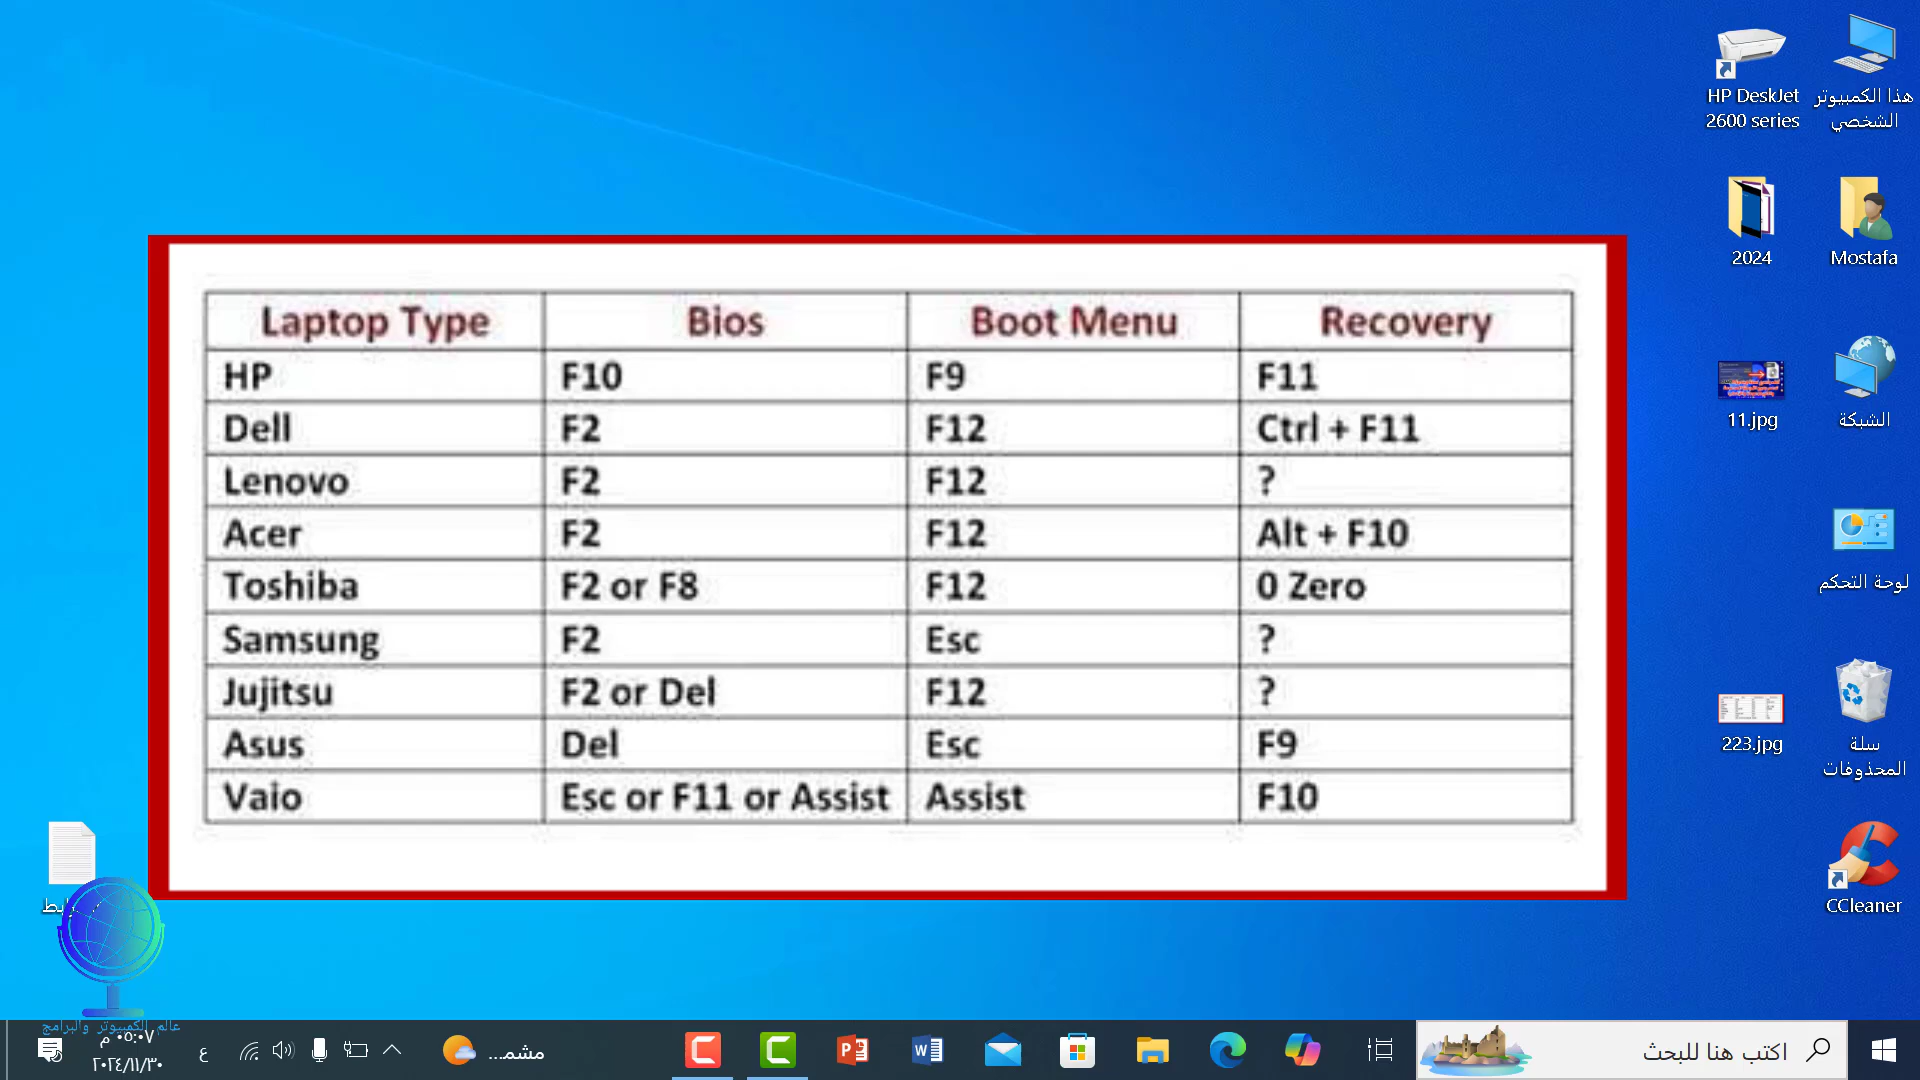 Laptop Type Bios Boot Menu Recovery
HP F10 F9 F11
Dell F2 F12 Ctrl + F11
Lenovo F2 F12 ?
Acer F2 F12 Alt + F10
Toshiba F2 or F8 F12 0 Zero
Samsung F2 Esc ?
Jujitsu F2 or Del F12 ?
Asus Del Esc F9
Vaio Esc or F11 or Assist Assist F10
هذا الكمبيوتر
الشخصي
HP DeskJet
2600 series
Mostafa
2024
الشبكة
11.jpg
لوحة التحكم
سلة
المحذوفات
223.jpg
CCleaner
عالم الكمبيوتر والبرامج
اكتب هنا للبحث
مشمـ...
ع
٠٥:٠٧ م
٢٠٢٤/١١/٣٠